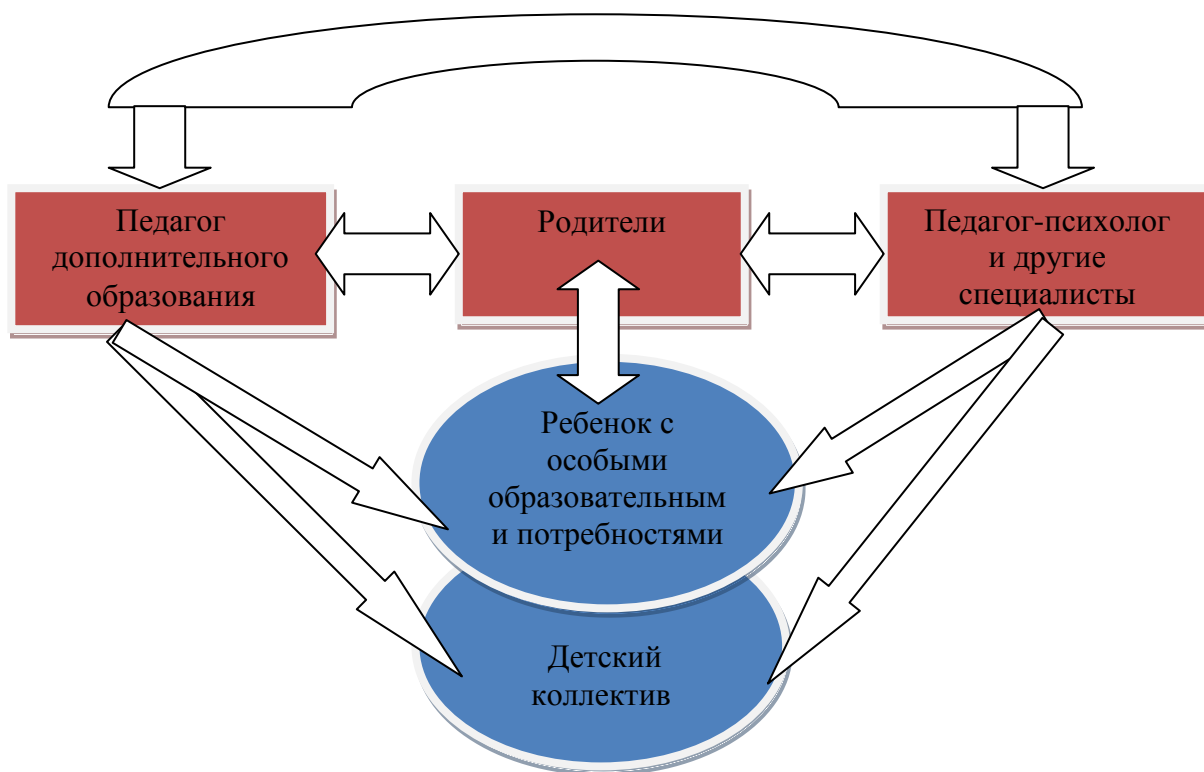 Педагог
дополнительного
образования
Родители
Педагог-психолог
и другие
специалисты
Ребенок с
особыми
образовательным
и потребностями
Детский
коллектив